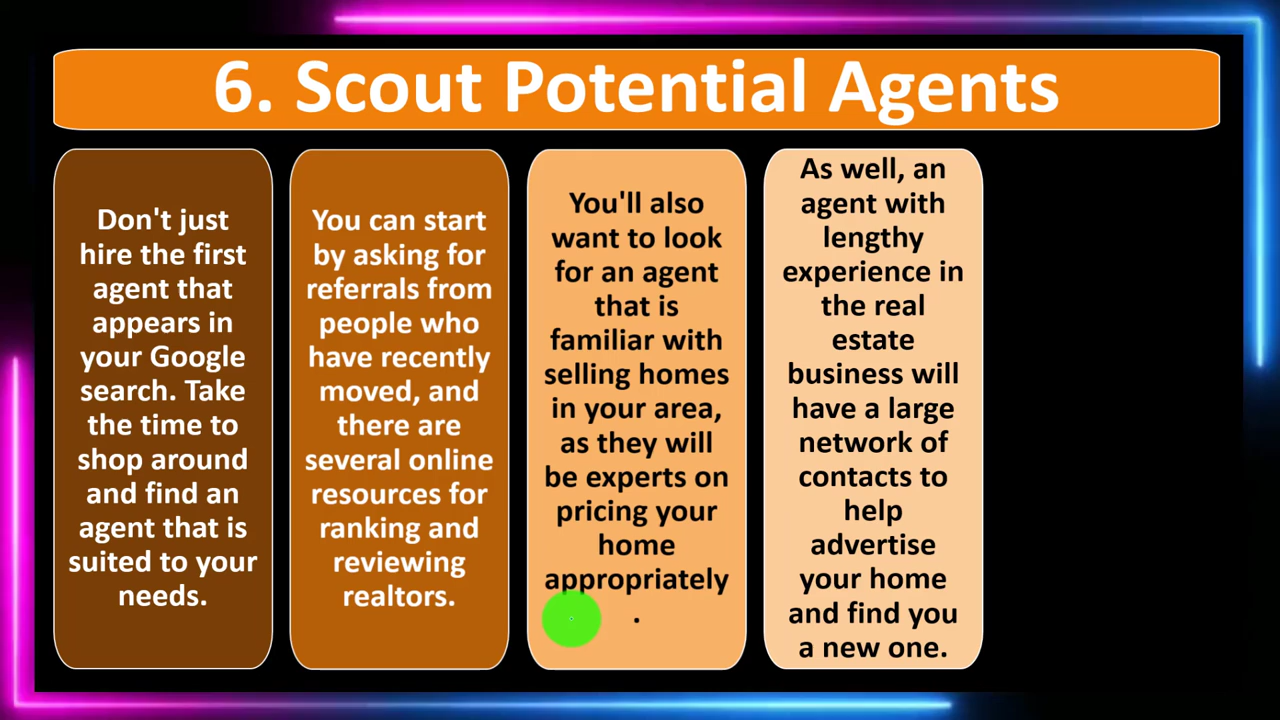 6. Scout Potential Agents
Don't just
hire the first
agent that
appears in
your Google
search. Take
the time to
shop around
and find an
agent that is
suited to your
needs.
You can start
by asking for
referrals from
people who
have recently
moved, and
there are
several online
resources for
ranking and
reviewing
realtors.
You'll also
want to look
for an agent
that is
familiar with
selling homes
in your area,
as they will
be experts on
pricing your
home
appropriately
.
As well, an
agent with
lengthy
experience in
the real
estate
business will
have a large
network of
contacts to
help
advertise
your home
and find you
a new one.